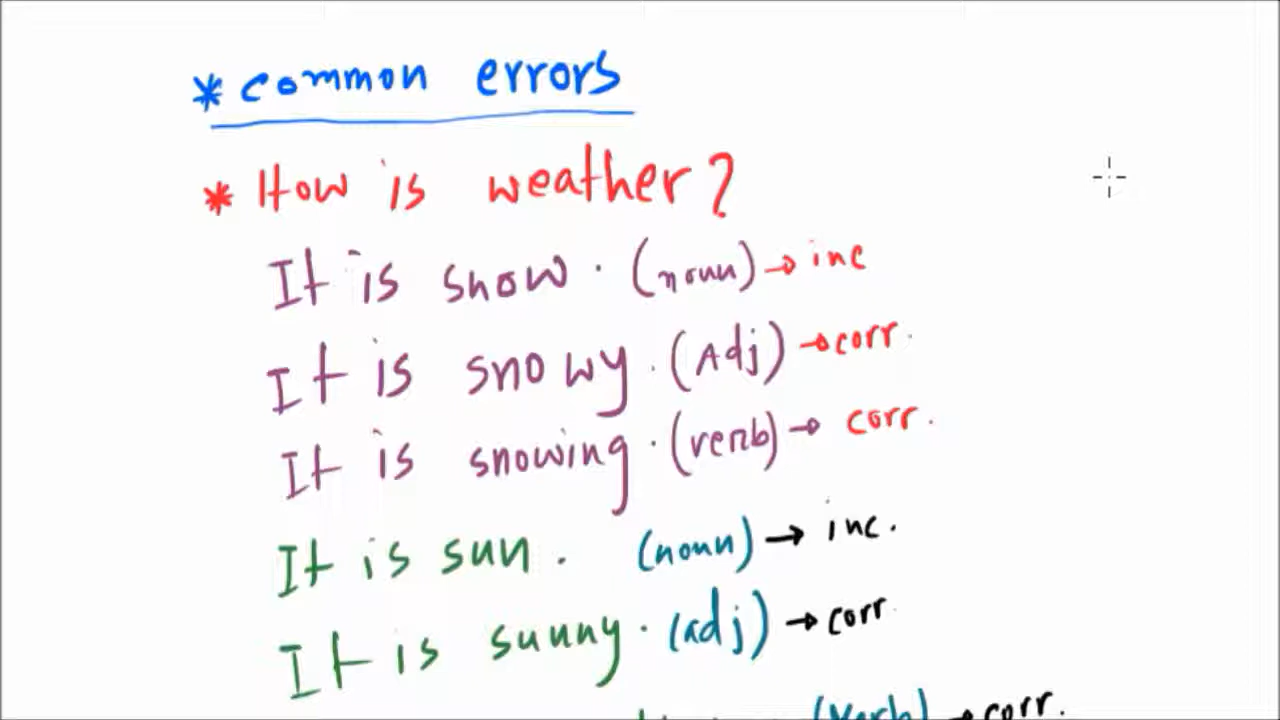 * common errors
* How is weather?
It is snow. (noun) → inc
It is snowy. (Adj) → corr.
It is snowing. (verb) → corr.
It is sun. (noun) → inc.
It is sunny. (adj) → corr.
(verb) → corr.